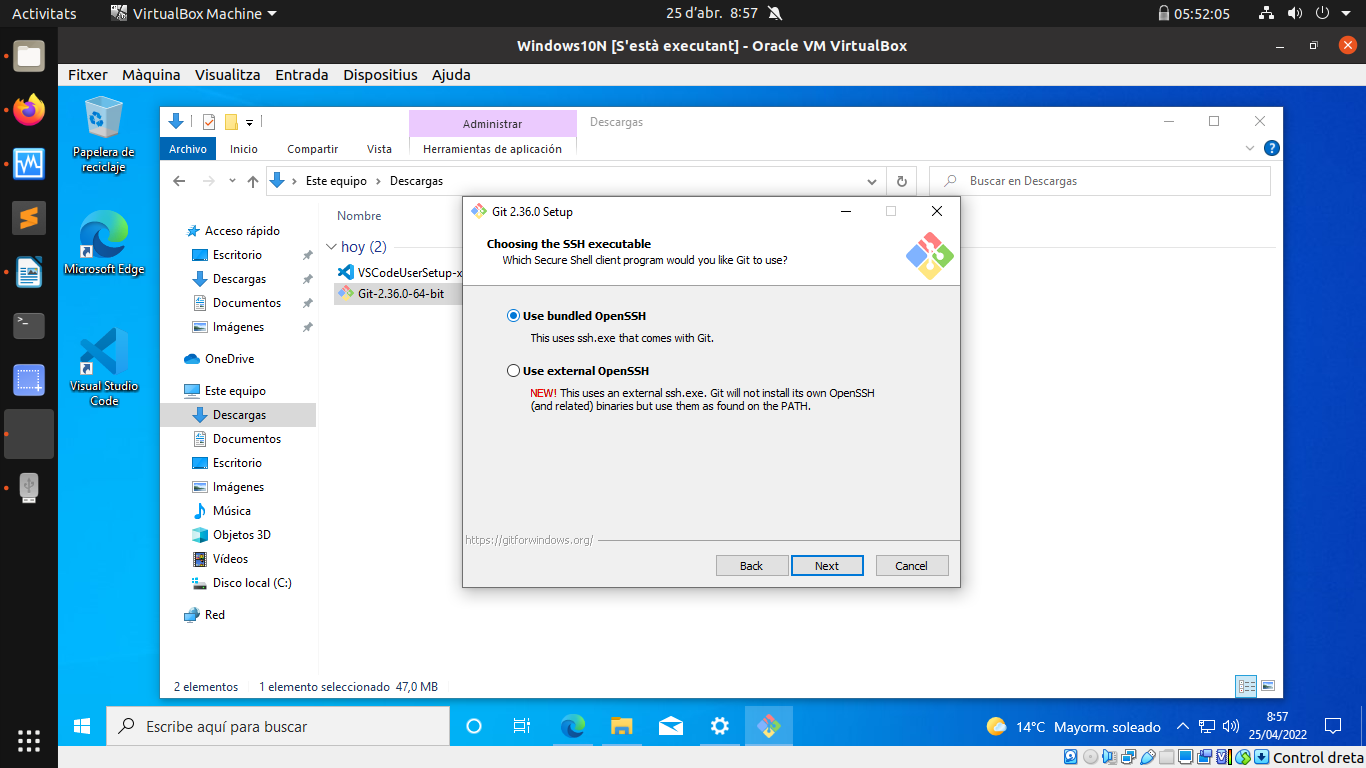 Activitats
VirtualBox Machine
25 d’abr. 8:57
05:52:05
Windows10N [S'està executant] - Oracle VM VirtualBox
Fitxer Màquina Visualitza Entrada Dispositius Ajuda
Papelera de
reciclaje
Microsoft Edge
Visual Studio
Code
Administrar
Descargas
Archivo Inicio Compartir Vista Herramientas de aplicación
Este equipo > Descargas
Buscar en Descargas
Acceso rápido
Escritorio
Descargas
Documentos
Imágenes
OneDrive
Este equipo
Descargas
Documentos
Escritorio
Imágenes
Música
Objetos 3D
Vídeos
Disco local (C:)
Red
Nombre
hoy (2)
VSCodeUserSetup-x
Git-2.36.0-64-bit
2 elementos 1 elemento seleccionado 47,0 MB
Git 2.36.0 Setup
Choosing the SSH executable
Which Secure Shell client program would you like Git to use?
Use bundled OpenSSH
This uses ssh.exe that comes with Git.
Use external OpenSSH
NEW! This uses an external ssh.exe. Git will not install its own OpenSSH
(and related) binaries but use them as found on the PATH.
https://gitforwindows.org/
Back Next Cancel
Escribe aquí para buscar
14°C Mayorm. soleado
8:57
25/04/2022
Control dreta